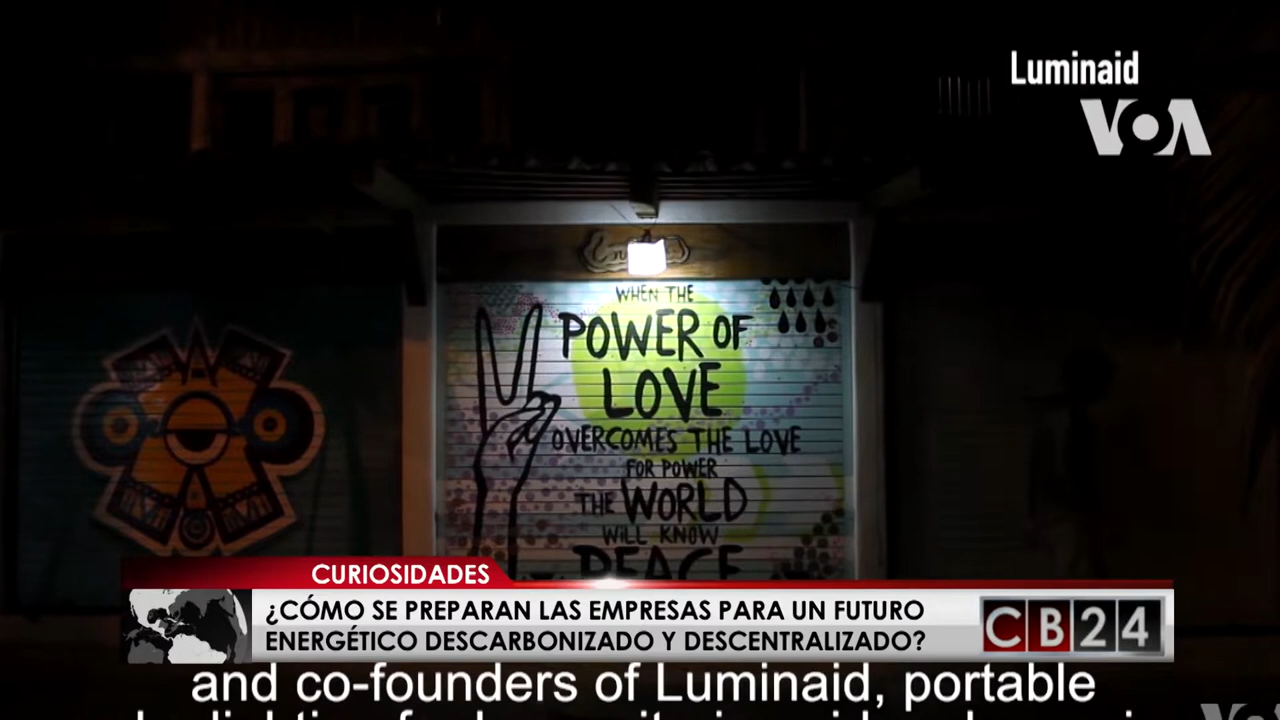 Luminaid
VOA
WHEN THE
POWER OF
LOVE
OVERCOMES THE LOVE
FOR POWER
THE WORLD
WILL KNOW
PEACE
CURIOSIDADES
¿CÓMO SE PREPARAN LAS EMPRESAS PARA UN FUTURO
ENERGÉTICO DESCARBONIZADO Y DESCENTRALIZADO?
CB24
and co-founders of Luminaid, portable